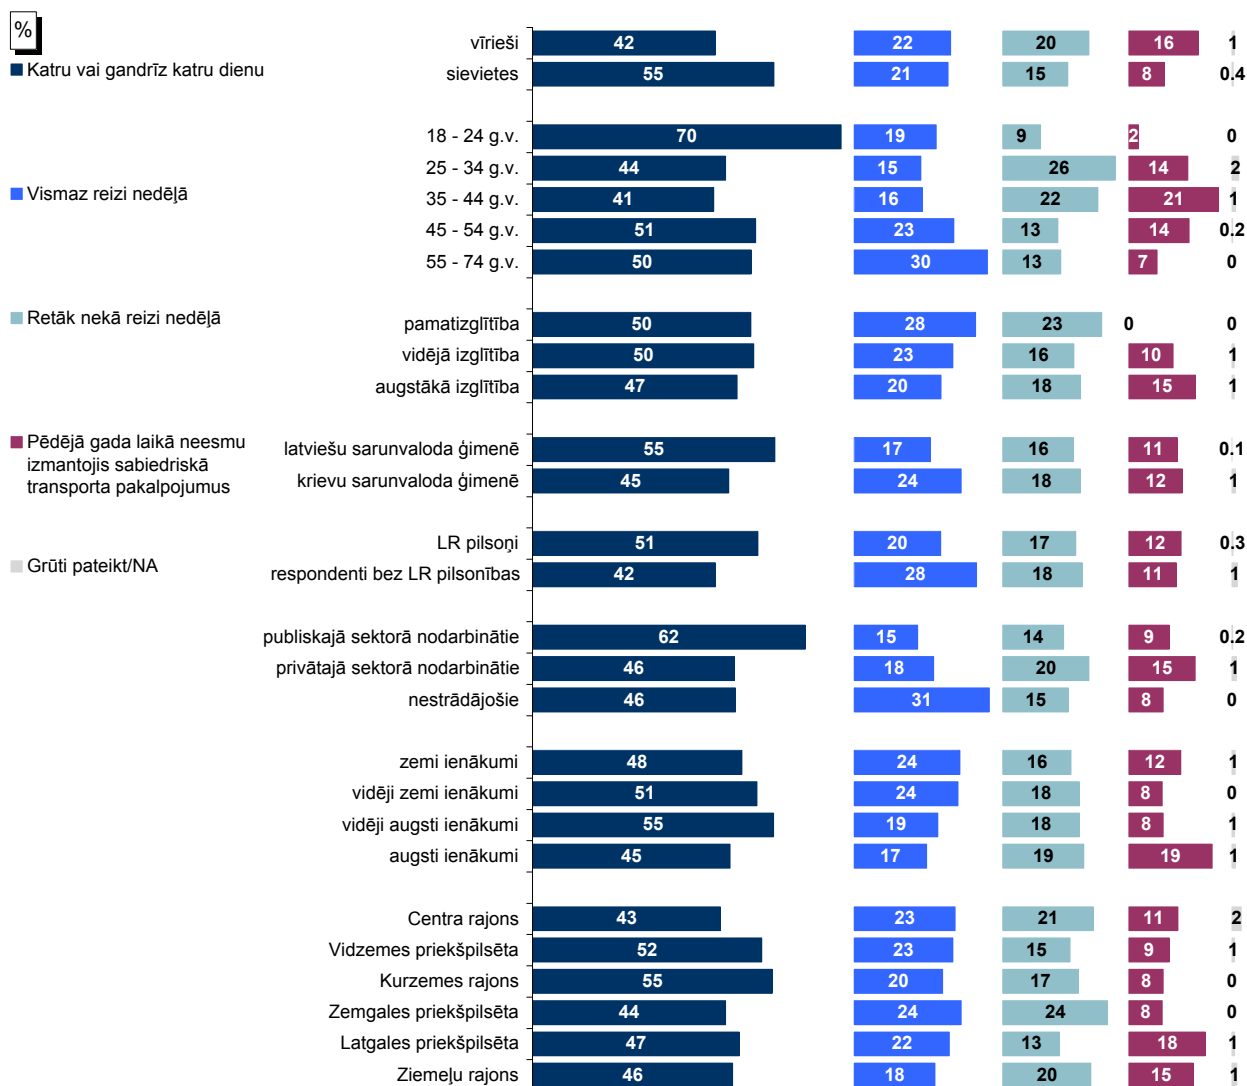 %
Katru vai gandrīz katru dienu
Vismaz reizi nedēļā
Retāk nekā reizi nedēļā
Pēdējā gada laikā neesmu
izmantojis sabiedriskā
transporta pakalpojumus
Grūti pateikt/NA
vīrieši 42 22 20 16 1
sievietes 55 21 15 8 0.4
18 - 24 g.v. 70 19 9 2 0
25 - 34 g.v. 44 15 26 14 2
35 - 44 g.v. 41 16 22 21 1
45 - 54 g.v. 51 23 13 14 0.2
55 - 74 g.v. 50 30 13 7 0
pamatizglītība 50 28 23 0 0
vidējā izglītība 50 23 16 10 1
augstākā izglītība 47 20 18 15 1
latviešu sarunvaloda ģimenē 55 17 16 11 0.1
krievu sarunvaloda ģimenē 45 24 18 12 1
LR pilsoņi 51 20 17 12 0.3
respondenti bez LR pilsonības 42 28 18 11 1
publiskajā sektorā nodarbinātie 62 15 14 9 0.2
privātajā sektorā nodarbinātie 46 18 20 15 1
nestrādājošie 46 31 15 8 0
zemi ienākumi 48 24 16 12 1
vidēji zemi ienākumi 51 24 18 8 0
vidēji augsti ienākumi 55 19 18 8 1
augsti ienākumi 45 17 19 19 1
Centra rajons 43 23 21 11 2
Vidzemes priekšpilsēta 52 23 15 9 1
Kurzemes rajons 55 20 17 8 0
Zemgales priekšpilsēta 44 24 24 8 0
Latgales priekšpilsēta 47 22 13 18 1
Ziemeļu rajons 46 18 20 15 1